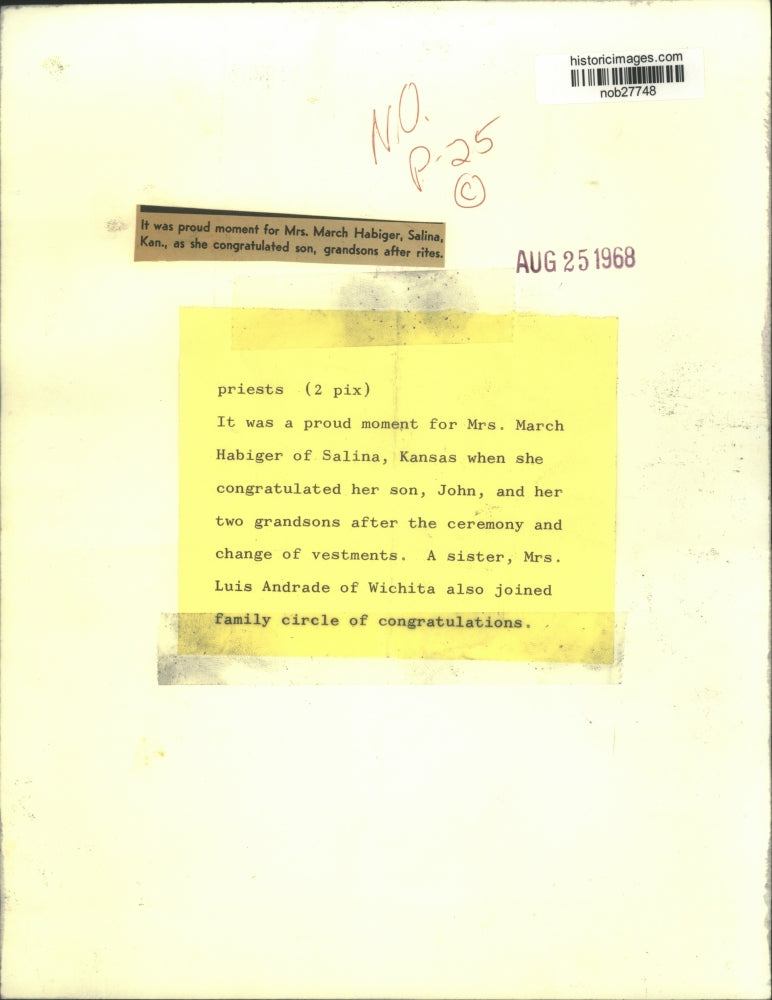 historicimages.com
nob27748
N.O.
P-25
©
It was proud moment for Mrs. March Habiger, Salina,
Kan., as she congratulated son, grandsons after rites.
AUG 25 1968
priests (2 pix)
It was a proud moment for Mrs. March
Habiger of Salina, Kansas when she
congratulated her son, John, and her
two grandsons after the ceremony and
change of vestments. A sister, Mrs.
Luis Andrade of Wichita also joined
family circle of congratulations.